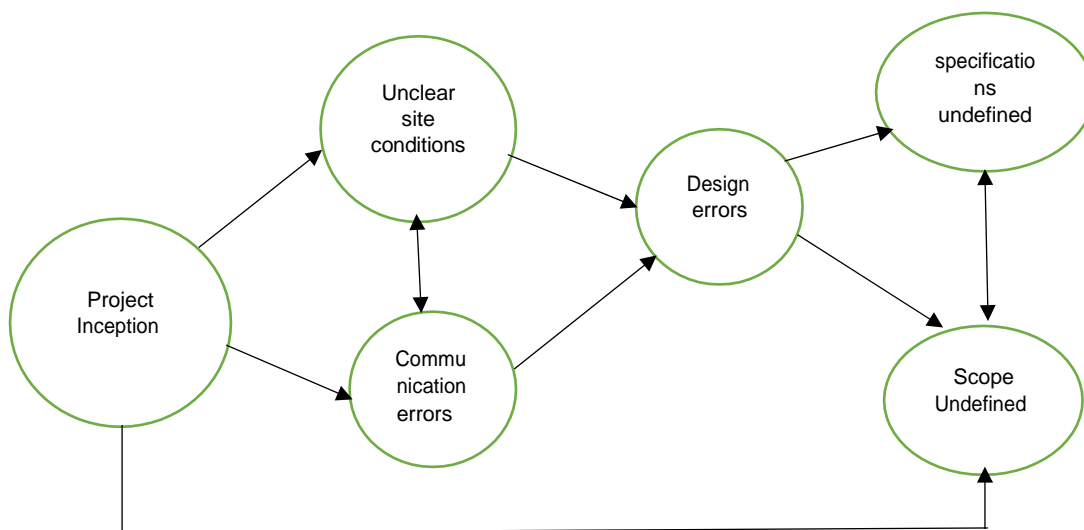 Project
Inception
Unclear
site
conditions
Commu
nication
errors
Design
errors
specificatio
ns
undefined
Scope
Undefined